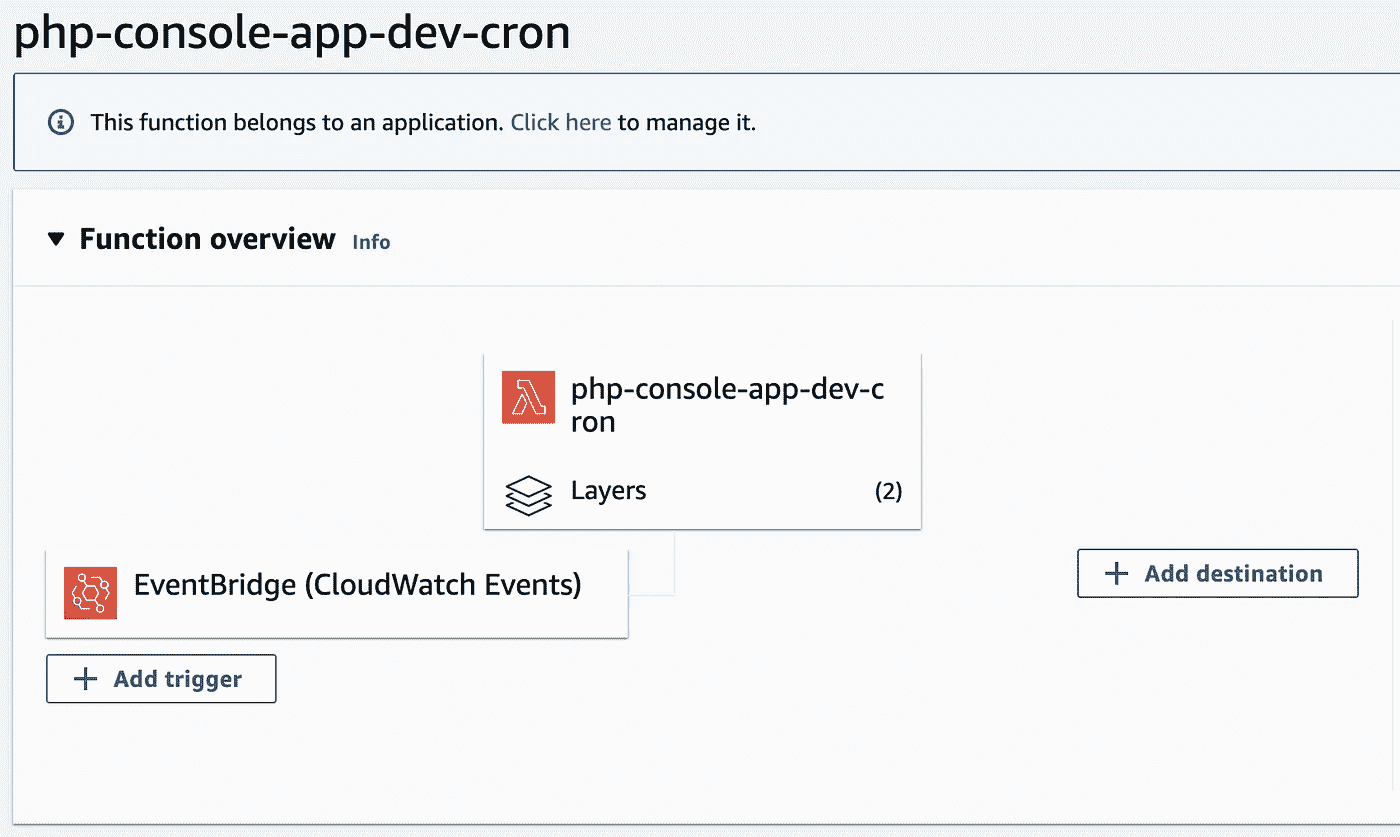 php-console-app-dev-cron
This function belongs to an application. Click here to manage it.
Function overview Info
php-console-app-dev-c
ron
Layers (2)
EventBridge (CloudWatch Events)
Add destination
Add trigger